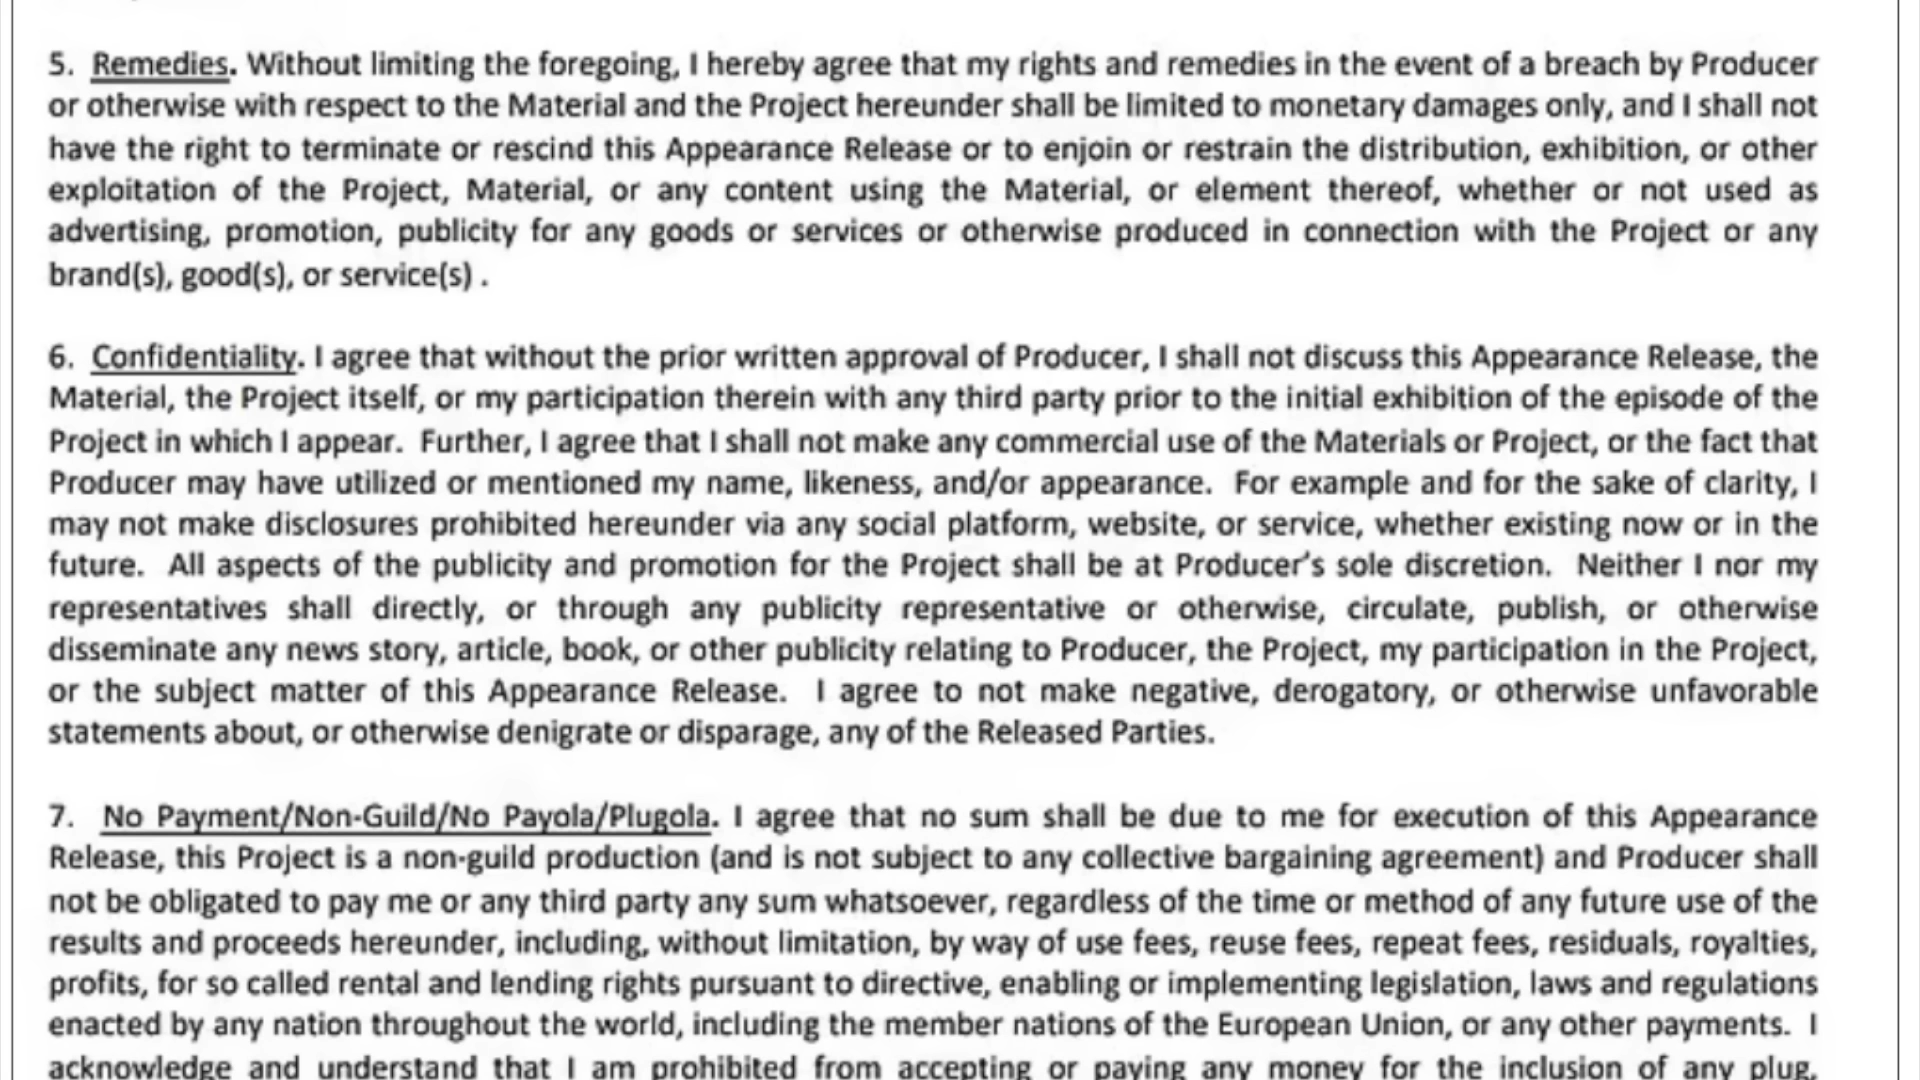 5. Remedies. Without limiting the foregoing, I hereby agree that my rights and remedies in the event of a breach by Producer
or otherwise with respect to the Material and the Project hereunder shall be limited to monetary damages only, and I shall not
have the right to terminate or rescind this Appearance Release or to enjoin or restrain the distribution, exhibition, or other
exploitation of the Project, Material, or any content using the Material, or element thereof, whether or not used as
advertising, promotion, publicity for any goods or services or otherwise produced in connection with the Project or any
brand(s), good(s), or service(s) .
6. Confidentiality. I agree that without the prior written approval of Producer, I shall not discuss this Appearance Release, the
Material, the Project itself, or my participation therein with any third party prior to the initial exhibition of the episode of the
Project in which I appear. Further, I agree that I shall not make any commercial use of the Materials or Project, or the fact that
Producer may have utilized or mentioned my name, likeness, and/or appearance. For example and for the sake of clarity, I
may not make disclosures prohibited hereunder via any social platform, website, or service, whether existing now or in the
future. All aspects of the publicity and promotion for the Project shall be at Producer's sole discretion. Neither I nor my
representatives shall directly, or through any publicity representative or otherwise, circulate, publish, or otherwise
disseminate any news story, article, book, or other publicity relating to Producer, the Project, my participation in the Project,
or the subject matter of this Appearance Release. I agree to not make negative, derogatory, or otherwise unfavorable
statements about, or otherwise denigrate or disparage, any of the Released Parties.
7. No Payment/Non-Guild/No Payola/Plugola. I agree that no sum shall be due to me for execution of this Appearance
Release, this Project is a non-guild production (and is not subject to any collective bargaining agreement) and Producer shall
not be obligated to pay me or any third party any sum whatsoever, regardless of the time or method of any future use of the
results and proceeds hereunder, including, without limitation, by way of use fees, reuse fees, repeat fees, residuals, royalties,
profits, for so called rental and lending rights pursuant to directive, enabling or implementing legislation, laws and regulations
enacted by any nation throughout the world, including the member nations of the European Union, or any other payments. I
acknowledge and understand that I am prohibited from accepting or paying any money for the inclusion of any plug,